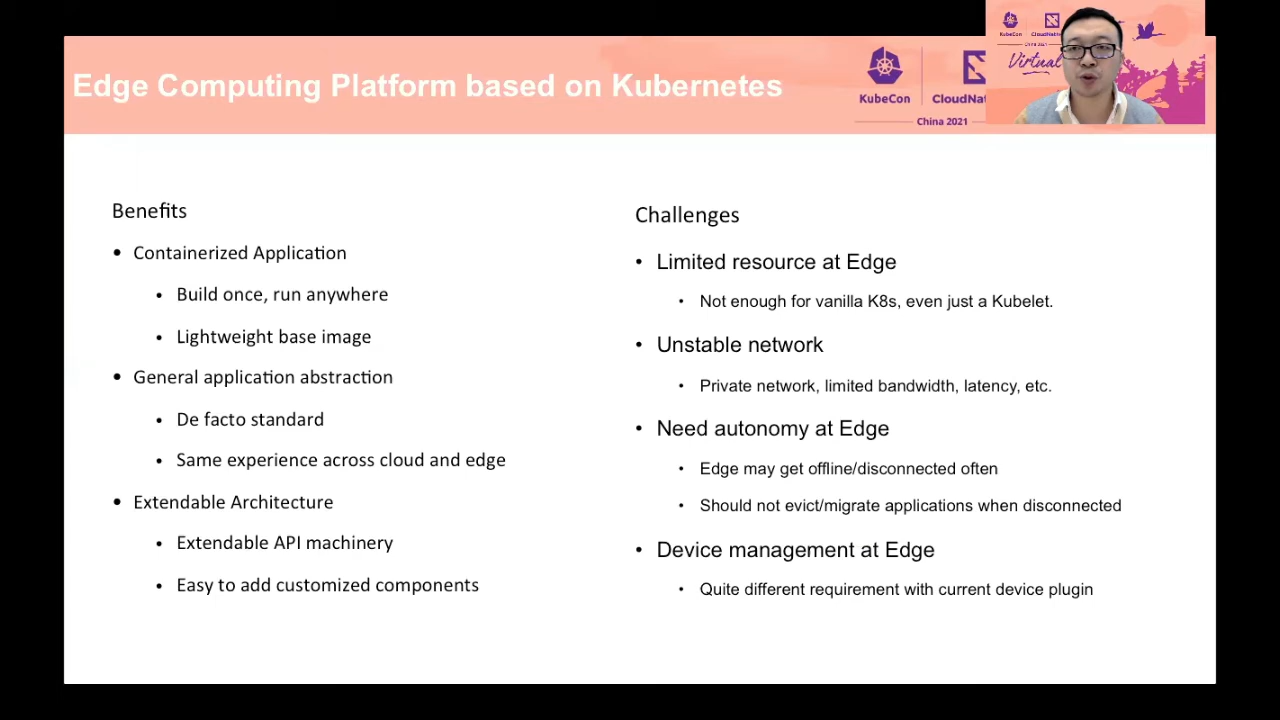 Edge Computing Platform based on Kubernetes
KubeCon
CloudNat
China 2021
KubeCon
CloudNati
China 2021
Virtual
Benefits
• Containerized Application
• Build once, run anywhere
• Lightweight base image
• General application abstraction
• De facto standard
• Same experience across cloud and edge
• Extendable Architecture
• Extendable API machinery
• Easy to add customized components
Challenges
• Limited resource at Edge
• Not enough for vanilla K8s, even just a Kubelet.
• Unstable network
• Private network, limited bandwidth, latency, etc.
• Need autonomy at Edge
• Edge may get offline/disconnected often
• Should not evict/migrate applications when disconnected
• Device management at Edge
• Quite different requirement with current device plugin